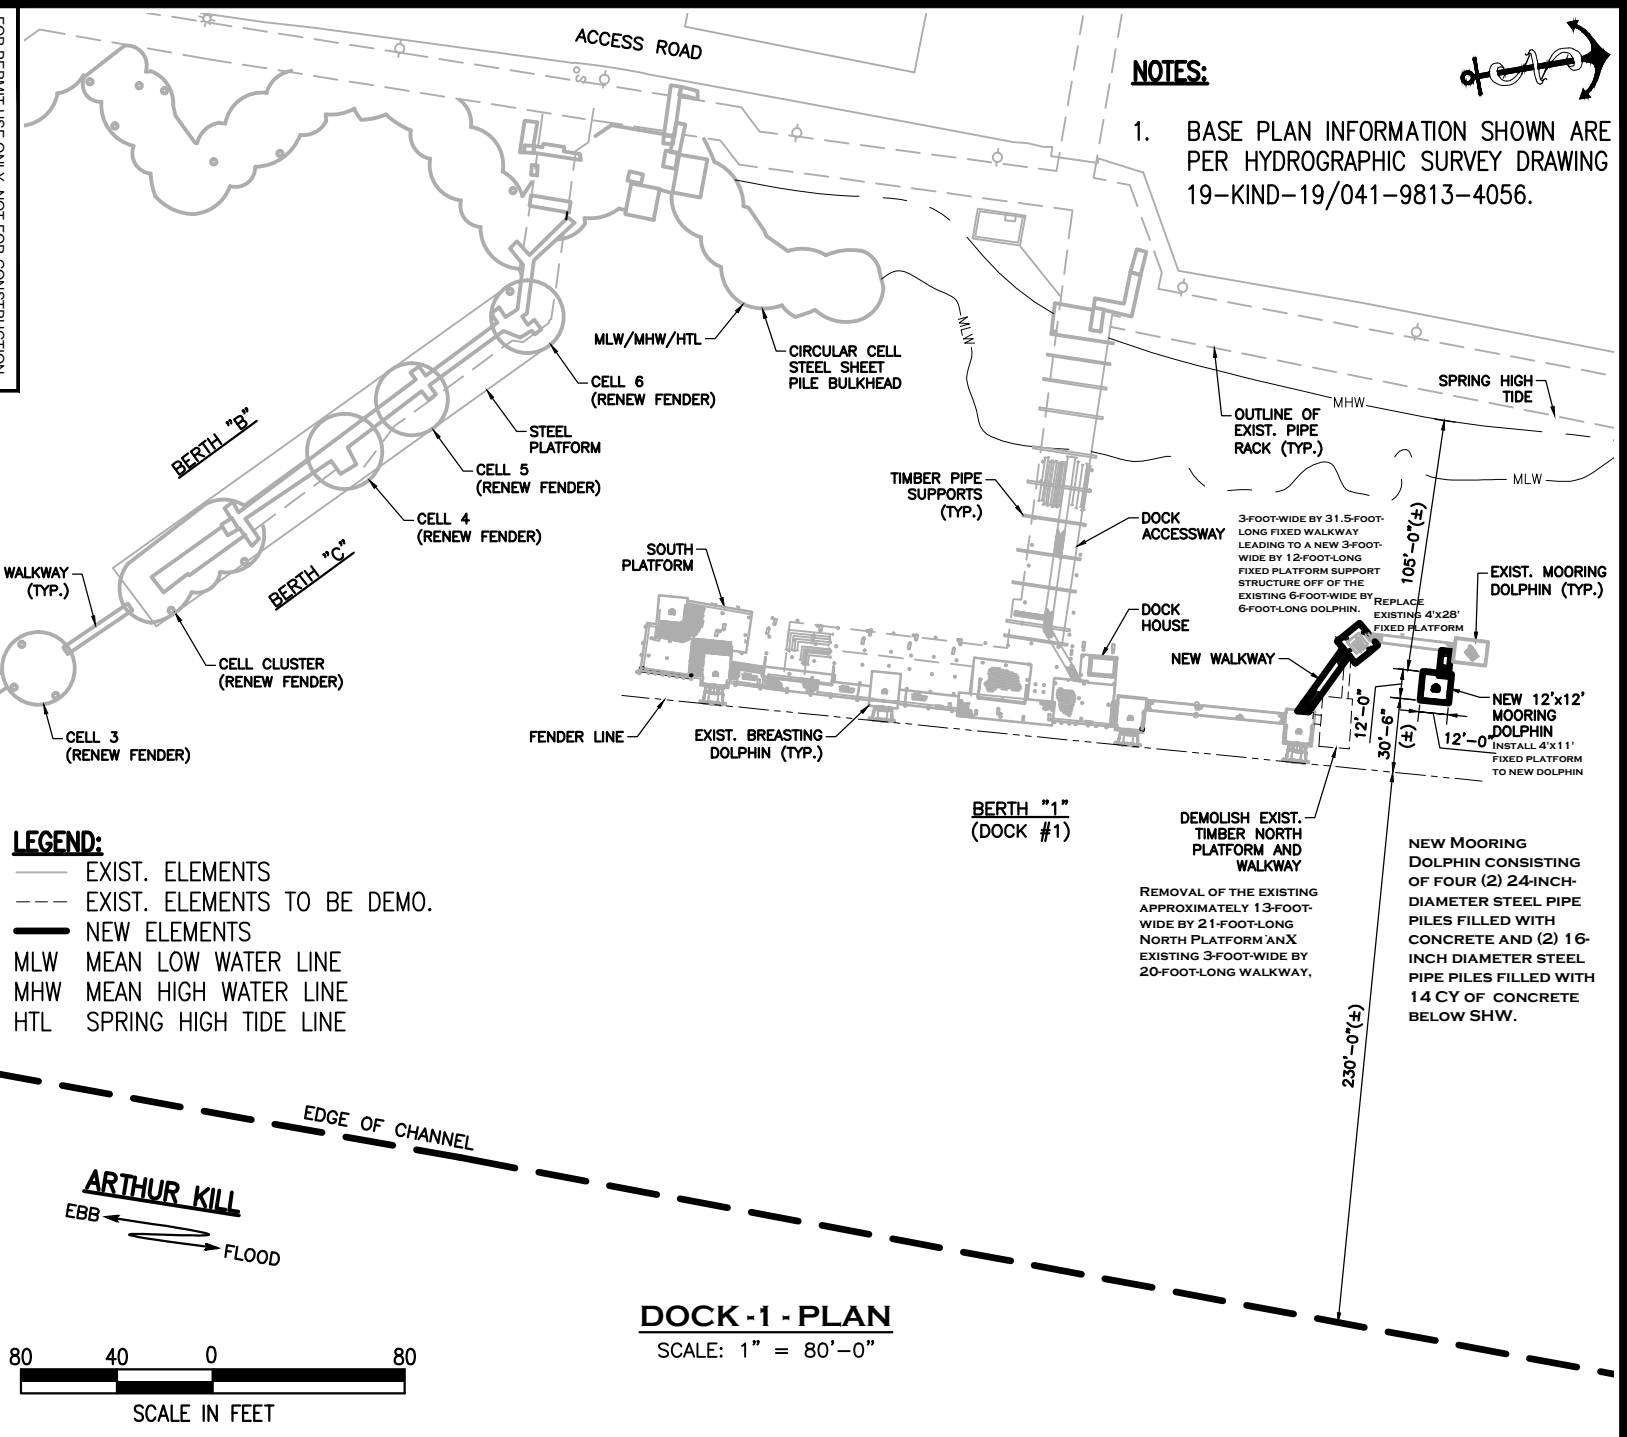 FOR PERMIT USE ONLY, NOT FOR CONSTRUCTION
ACCESS ROAD
NOTES:
N
1. BASE PLAN INFORMATION SHOWN ARE
PER HYDROGRAPHIC SURVEY DRAWING
19-KIND-19/041-9813-4056.
MLW/MHW/HTL
CIRCULAR CELL
STEEL SHEET
PILE BULKHEAD
MLW
CELL 6
(RENEW FENDER)
STEEL
PLATFORM
CELL 5
(RENEW FENDER)
CELL 4
(RENEW FENDER)
BERTH "B"
BERTH "C"
WALKWAY
(TYP.)
CELL CLUSTER
(RENEW FENDER)
CELL 3
(RENEW FENDER)
SPRING HIGH
TIDE
MHW
OUTLINE OF
EXIST. PIPE
RACK (TYP.)
MLW
TIMBER PIPE
SUPPORTS
(TYP.)
DOCK
ACCESSWAY
3-FOOT-WIDE BY 31.5-FOOT-
LONG FIXED WALKWAY
LEADING TO A NEW 3-FOOT-
WIDE BY 12-FOOT-LONG
FIXED PLATFORM SUPPORT
STRUCTURE OFF OF THE
EXISTING 6-FOOT-WIDE BY
6-FOOT-LONG DOLPHIN.
105'-0"(±)
EXIST. MOORING
DOLPHIN (TYP.)
REPLACE
EXISTING 4'X28'
FIXED PLATFORM
SOUTH
PLATFORM
DOCK
HOUSE
NEW WALKWAY
FENDER LINE
EXIST. BREASTING
DOLPHIN (TYP.)
12'-0"
30'-6"
(±)
12'-0"
NEW 12'x12'
MOORING
DOLPHIN
INSTALL 4'X11'
FIXED PLATFORM
TO NEW DOLPHIN
BERTH "1"
(DOCK #1)
DEMOLISH EXIST.
TIMBER NORTH
PLATFORM AND
WALKWAY
REMOVAL OF THE EXISTING
APPROXIMATELY 13-FOOT-
WIDE BY 21-FOOT-LONG
NORTH PLATFORM ANX
EXISTING 3-FOOT-WIDE BY
20-FOOT-LONG WALKWAY,
NEW MOORING
DOLPHIN CONSISTING
OF FOUR (2) 24-INCH-
DIAMETER STEEL PIPE
PILES FILLED WITH
CONCRETE AND (2) 16-
INCH DIAMETER STEEL
PIPE PILES FILLED WITH
14 CY OF CONCRETE
BELOW SHW.
230'-0"(±)
LEGEND:
EXIST. ELEMENTS
EXIST. ELEMENTS TO BE DEMO.
NEW ELEMENTS
MLW MEAN LOW WATER LINE
MHW MEAN HIGH WATER LINE
HTL SPRING HIGH TIDE LINE
EDGE OF CHANNEL
ARTHUR KILL
EBB
FLOOD
DOCK-1-PLAN
SCALE: 1" = 80'-0"
80 40 0 80
SCALE IN FEET